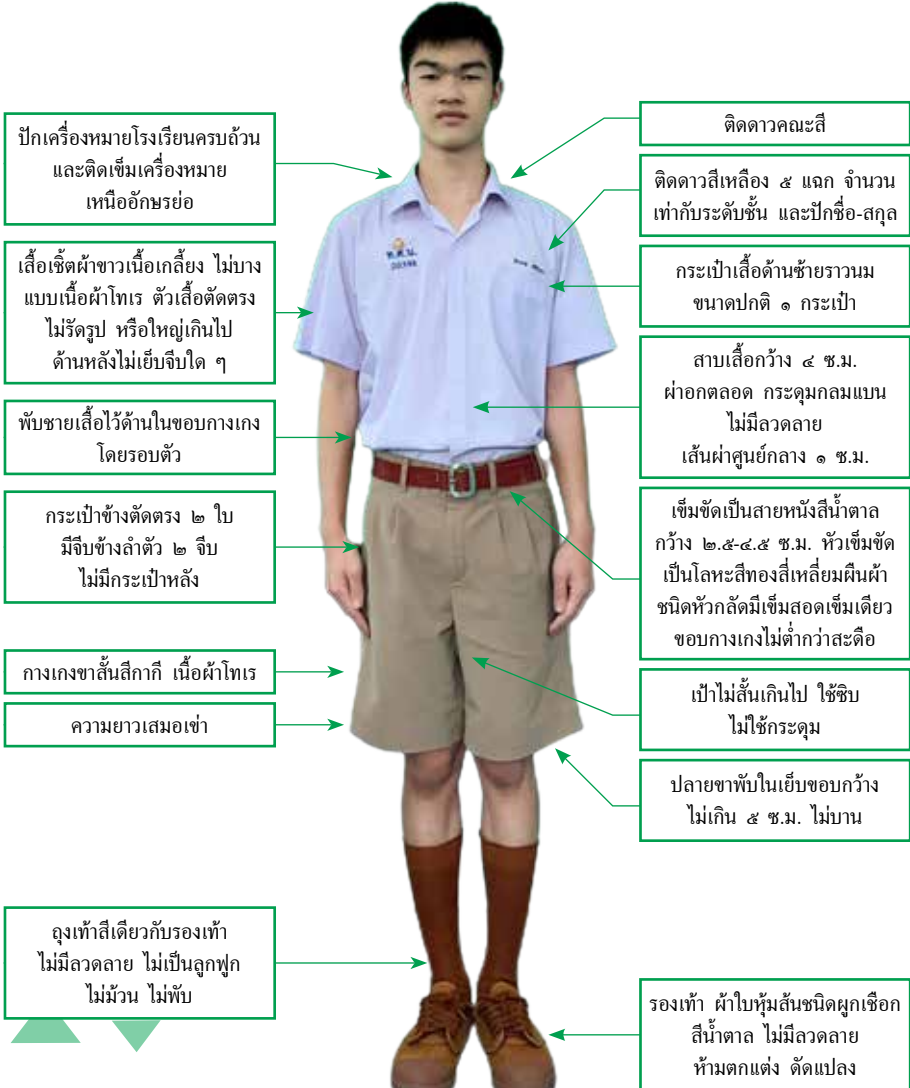 ปักเครื่องหมายโรงเรียนครบถ้วน
และติดเข็มเครื่องหมาย
เหนืออักษรย่อ
เสื้อเชิ้ตผ้าขาวเนื้อเกลี้ยง ไม่บาง
แบบเนื้อผ้าโทเร ตัวเสื้อตัดตรง
ไม่รัดรูป หรือใหญ่เกินไป
ด้านหลังไม่เย็บจีบใด ๆ
พับชายเสื้อไว้ด้านในขอบกางเกง
โดยรอบตัว
กระเป๋าข้างตัดตรง ๒ ใบ
มีจีบข้างลำตัว ๒ จีบ
ไม่มีกระเป๋าหลัง
กางเกงขาสั้นสีกากี เนื้อผ้าโทเร
ความยาวเสมอเข่า
ถุงเท้าสีเดียวกับรองเท้า
ไม่มีลวดลาย ไม่เป็นลูกฟูก
ไม่ม้วน ไม่พับ
ติดดาวคณะสี
ติดดาวสีเหลือง ๕ แฉก จำนวน
เท่ากับระดับชั้น และปักชื่อ-สกุล
กระเป๋าเสื้อด้านซ้ายราวนม
ขนาดปกติ ๑ กระเป๋า
สาบเสื้อกว้าง ๔ ซ.ม.
ผ่าอกตลอด กระดุมกลมแบน
ไม่มีลวดลาย
เส้นผ่าศูนย์กลาง ๑ ซ.ม.
เข็มขัดเป็นสายหนังสีน้ำตาล
กว้าง ๒.๕-๔.๕ ซ.ม. หัวเข็มขัด
เป็นโลหะสีทองสี่เหลี่ยมผืนผ้า
ชนิดหัวกลัดมีเข็มสอดเข็มเดียว
ขอบกางเกงไม่ต่ำกว่าสะดือ
เป้าไม่สั้นเกินไป ใช้ซิบ
ไม่ใช้กระดุม
ปลายขาพับในเย็บขอบกว้าง
ไม่เกิน ๕ ซ.ม. ไม่บาน
รองเท้า ผ้าใบหุ้มส้นชนิดผูกเชือก
สีน้ำตาล ไม่มีลวดลาย
ห้ามตกแต่ง ดัดแปลง